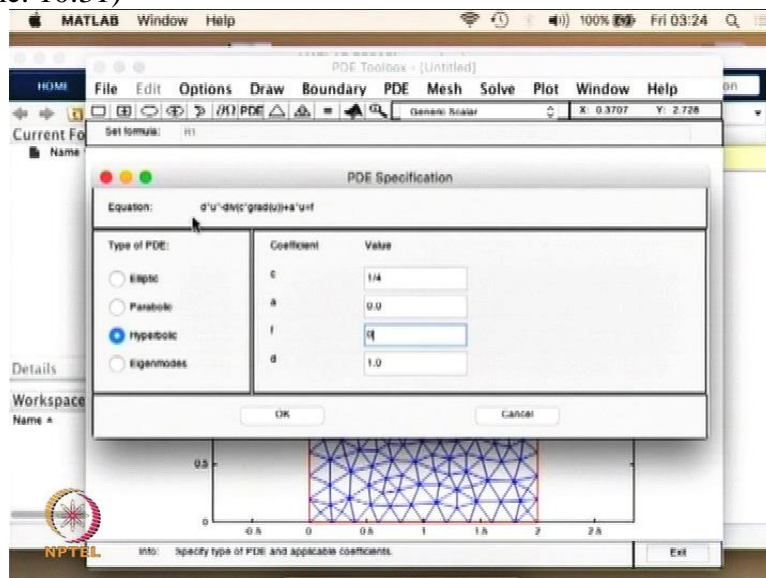 MATLAB Window Help 100% Fri 03:24
PDE Toolbox - [Untitled]
HOME
File Edit Options Draw Boundary PDE Mesh Solve Plot Window Help
PDE = Generic Scalar X: 0.3707 Y: 2.728
Current Fo
Set formula: R1
Name
PDE Specification
Equation: d*u''-div(c*grad(u))+a*u=f
Type of PDE: Coefficient Value
Elliptic c 1/4
Parabolic a 0.0
Hyperbolic f 0
Eigenmodes d 1.0
Details
Workspace
Name
OK Cancel
0.5
0
-0.5 0 0.5 1 1.5 2 2.5
NPTEL
Info: Specify type of PDE and applicable coefficients. Exit